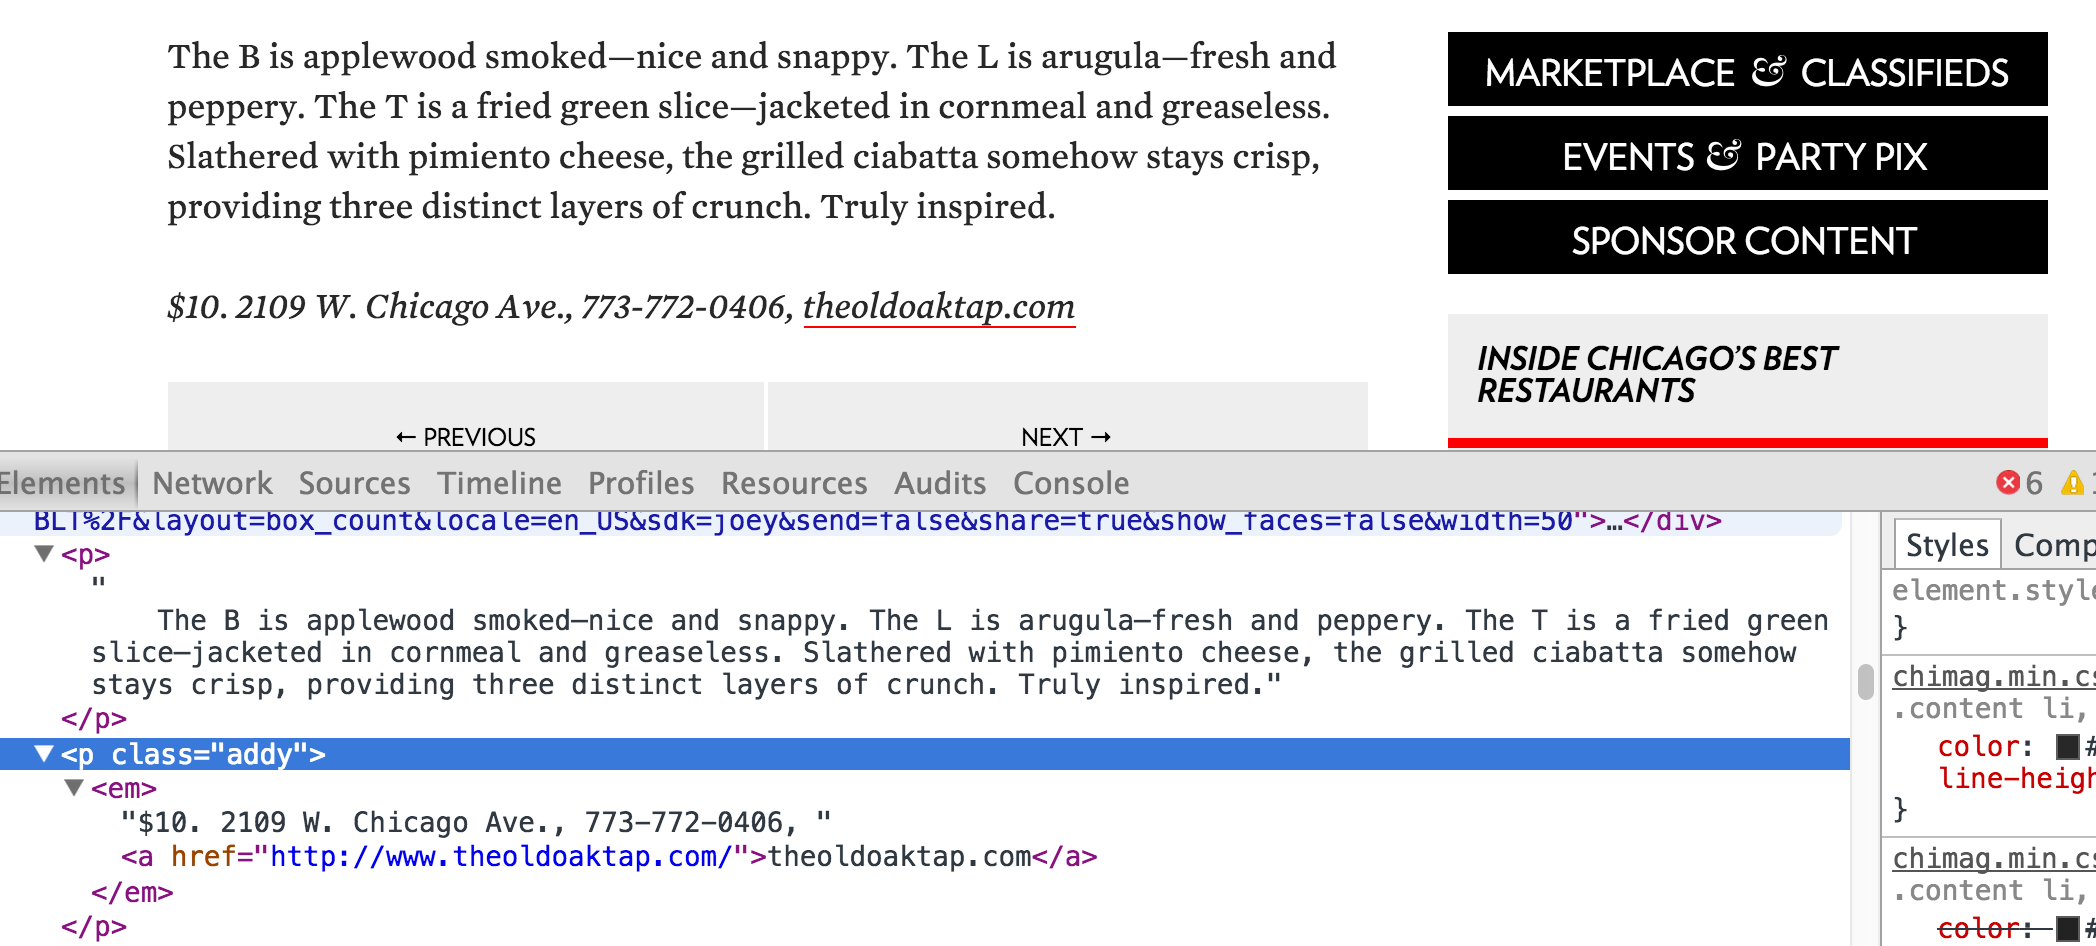 The B is applewood smoked—nice and snappy. The L is arugula—fresh and
peppery. The T is a fried green slice—jacketed in cornmeal and greaseless.
Slathered with pimiento cheese, the grilled ciabatta somehow stays crisp,
providing three distinct layers of crunch. Truly inspired.
$10. 2109 W. Chicago Ave., 773-772-0406, theoldoaktap.com
← PREVIOUS
NEXT →
MARKETPLACE & CLASSIFIEDS
EVENTS & PARTY PIX
SPONSOR CONTENT
INSIDE CHICAGO’S BEST
RESTAURANTS
Elements Network Sources Timeline Profiles Resources Audits Console
6
BLT%2F&layout=box_count&locale=en_US&sdk=joey&send=false&share=true&show_faces=false&width=50">…</div>
▼<p>
"
The B is applewood smoked—nice and snappy. The L is arugula—fresh and peppery. The T is a fried green
slice—jacketed in cornmeal and greaseless. Slathered with pimiento cheese, the grilled ciabatta somehow
stays crisp, providing three distinct layers of crunch. Truly inspired."
</p>
▼<p class="addy">
▼<em>
"$10. 2109 W. Chicago Ave., 773-772-0406, "
<a href="http://www.theoldoaktap.com/">theoldoaktap.com</a>
</em>
</p>
Styles Comp
element.style
}
chimag.min.cs
.content li,
color: #
line-heigh
}
chimag.min.cs
.content li,
color: #